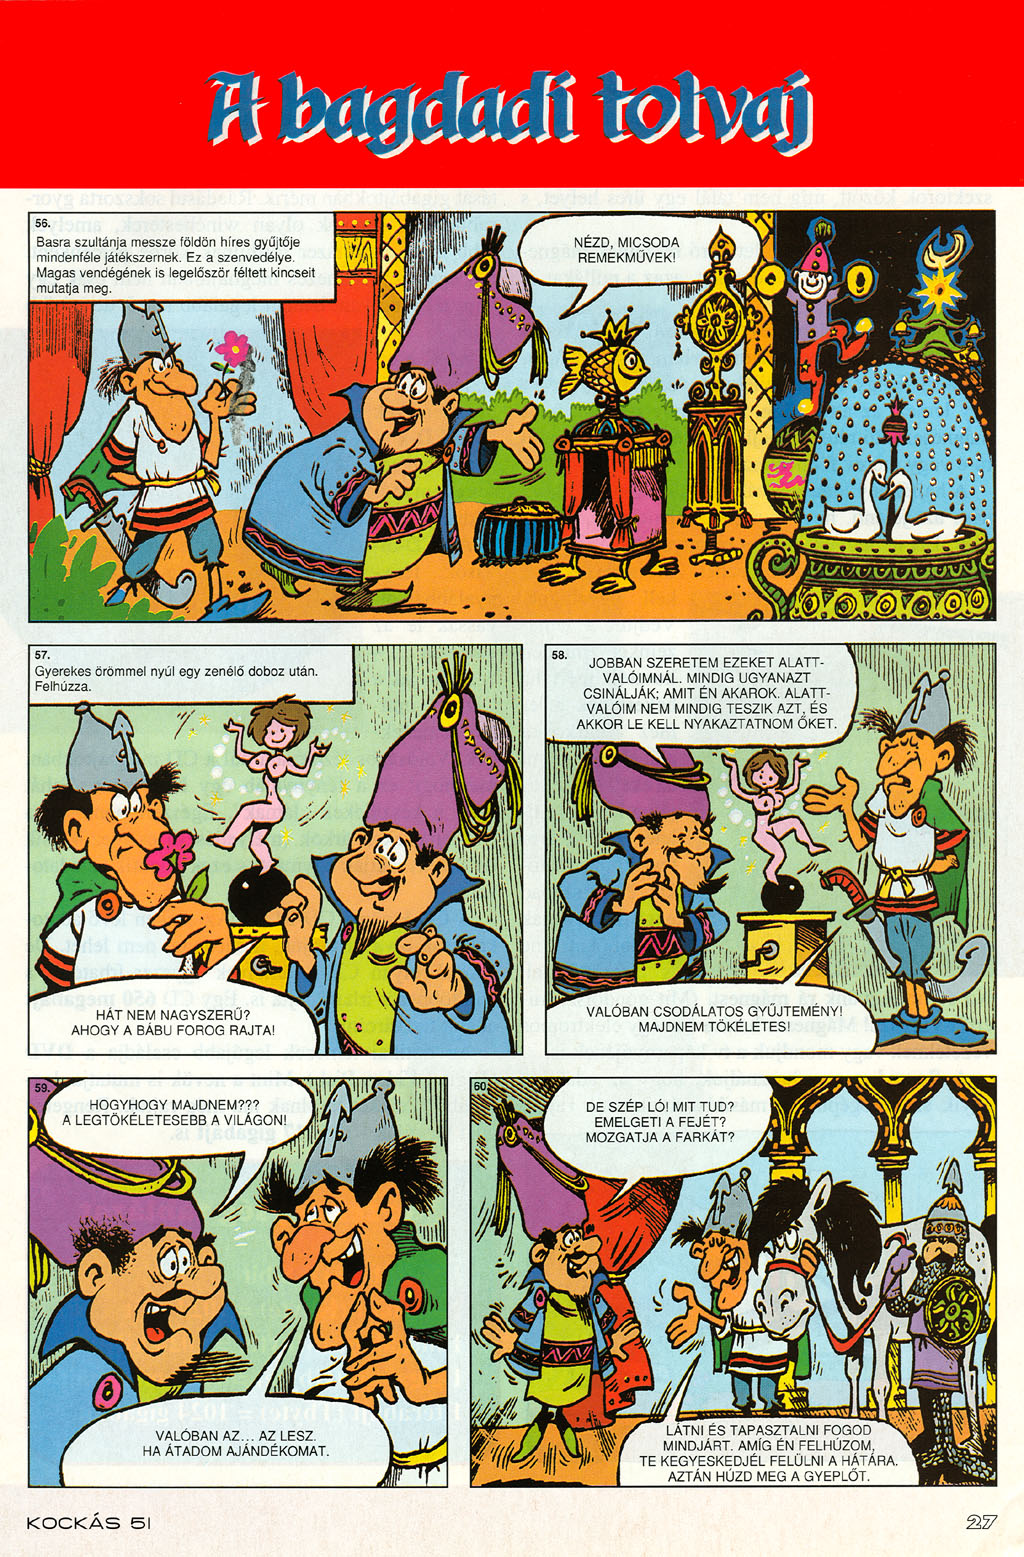 A bagdadi tolvaj
56.
Basra szultánja messze földön híres gyűjtője
mindenféle játékszernek. Ez a szenvedélye.
Magas vendégének is legelőször féltett kincseit
mutatja meg.
NÉZD, MICSODA
REMEKMŰVEK!
57.
Gyerekes örömmel nyúl egy zenélő doboz után.
Felhúzza.
HÁT NEM NAGYSZERŰ?
AHOGY A BÁBU FOROG RAJTA!
58.
JOBBAN SZERETEM EZEKET ALATT-
VALÓIMNÁL. MINDIG UGYANAZT
CSINÁLJÁK; AMIT ÉN AKAROK. ALATT-
VALÓIM NEM MINDIG TESZIK AZT, ÉS
AKKOR LE KELL NYAKAZTATNOM ŐKET.
VALÓBAN CSODÁLATOS GYŰJTEMÉNY!
MAJDNEM TÖKÉLETES!
59.
HOGYHOGY MAJDNEM???
A LEGTÖKÉLETESEBB A VILÁGON!
VALÓBAN AZ... AZ LESZ.
HA ÁTADOM AJÁNDÉKOMAT.
60.
DE SZÉP LÓ! MIT TUD?
EMELGETI A FEJÉT?
MOZGATJA A FARKÁT?
LÁTNI ÉS TAPASZTALNI FOGOD
MINDJÁRT. AMÍG ÉN FELHÚZOM,
TE KEGYESKEDJÉL FELÜLNI A HÁTÁRA.
AZTÁN HÚZD MEG A GYEPLŐT.
KOCKÁS 51
27